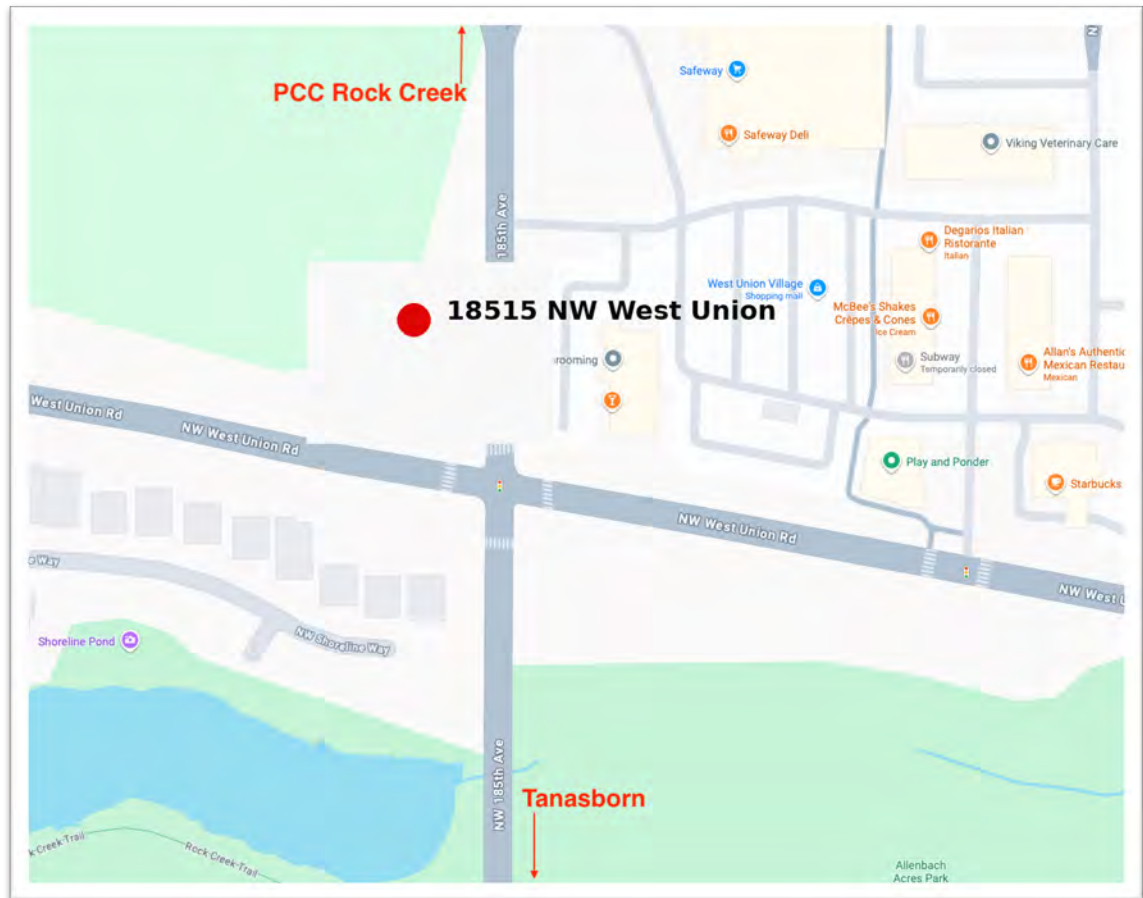 PCC Rock Creek
Safeway
Safeway Deli
Viking Veterinary Care
N
185th Ave
Degarios Italian
Ristorante
Italian
West Union Village
Shopping mall
18515 NW West Union
McBee's Shakes
Crêpes & Cones
Ice Cream
rooming
Subway
Temporarily closed
Allan's Authentic
Mexican Restau
Mexican
West Union Rd
NW West Union Rd
Play and Ponder
Starbucks
NW West Union Rd
NW West U
e Way
NW Shoreline Way
Shoreline Pond
NW 185th Ave
Tanasborn
k Creek Trail
Rock Creek Trail
Allenbach
Acres Park